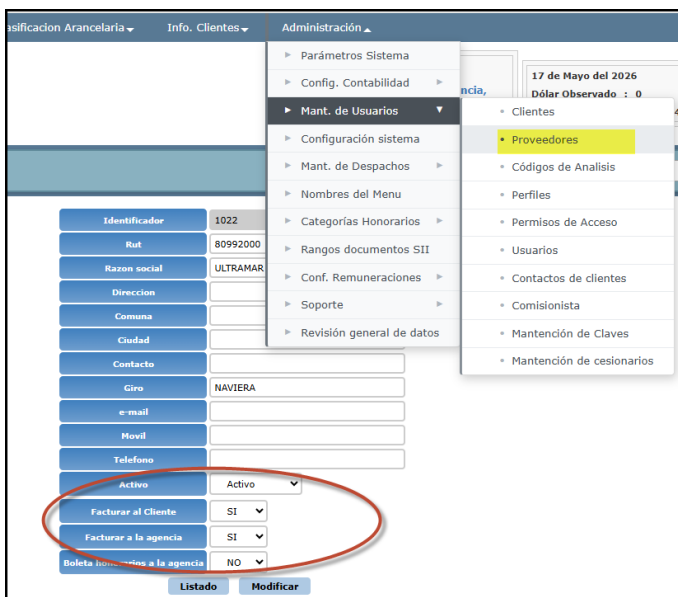 asificacion Arancelaria Info. Clientes Administración
Parámetros Sistema
Config. Contabilidad
Mant. de Usuarios
Configuración sistema
Mant. de Despachos
Nombres del Menu
Categorías Honorarios
Rangos documentos SII
Conf. Remuneraciones
Soporte
Revisión general de datos
ncia,
17 de Mayo del 2026
Dólar Observado : 0
4
Clientes
Proveedores
Códigos de Analisis
Perfiles
Permisos de Acceso
Usuarios
Contactos de clientes
Comisionista
Mantención de Claves
Mantención de cesionarios
Identificador 1022
Rut 80992000
Razon social ULTRAMAR
Direccion
Comuna
Ciudad
Contacto
Giro NAVIERA
e-mail
Movil
Telefono
Activo Activo
Facturar al Cliente SI
Facturar a la agencia SI
Boleta honorarios a la agencia NO
Listado Modificar